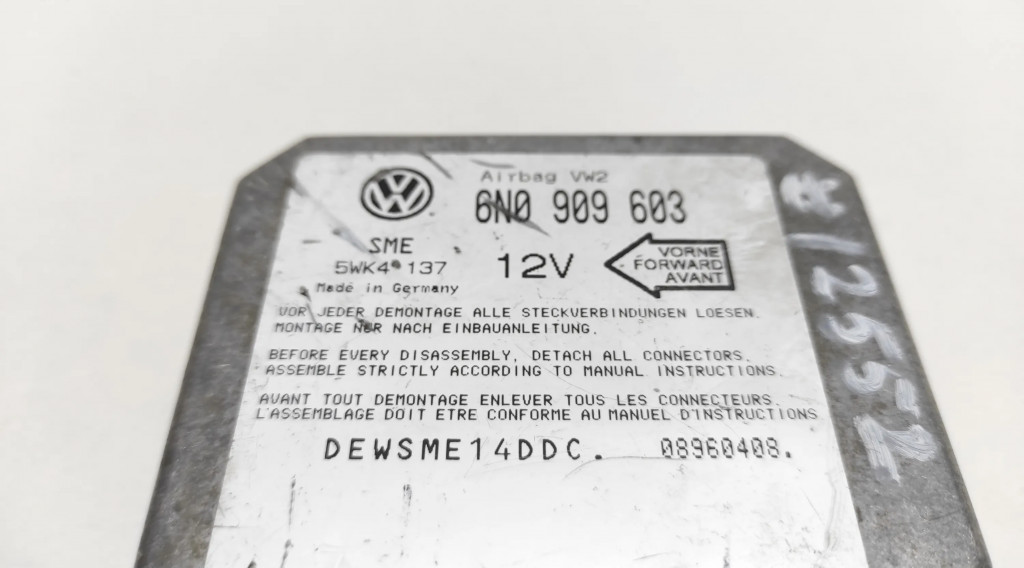 Airbag VW2
6N0 909 603
SME
5WK4 137
Made in Germany
12V
VORNE
FORWARD
AVANT
VOR JEDER DEMONTAGE ALLE STECKVERBINDUNGEN LOESEN.
MONTAGE NUR NACH EINBAUANLEITUNG.
BEFORE EVERY DISASSEMBLY, DETACH ALL CONNECTORS.
ASSEMBLE STRICTLY ACCORDING TO MANUAL INSTRUCTIONS.
AVANT TOUT DEMONTAGE ENLEVER TOUS LES CONNECTEURS.
L'ASSEMBLAGE DOIT ETRE CONFORME AU MANUEL D'INSTRUCTIONS
DEWSME14DDC. 08960408.
#12552